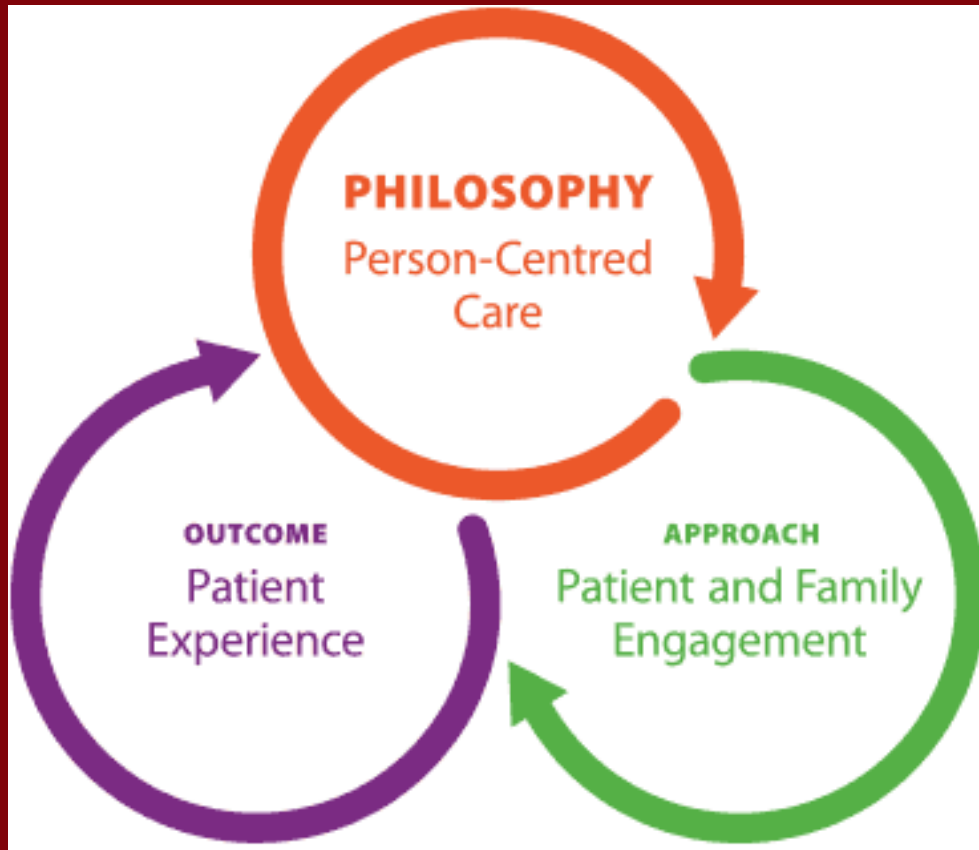 PHILOSOPHY
Person-Centred
Care
OUTCOME
Patient
Experience
APPROACH
Patient and Family
Engagement